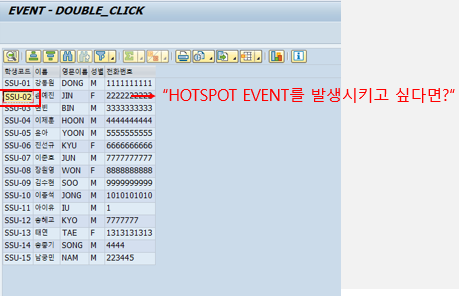 EVENT - DOUBLE_CLICK
학생코드 이름 영문이름 성별 전화번호
SSU-01 강동원 DONG M 1111111111
SSU-02 손예진 JIN F 2222222222 "HOTSPOT EVENT를 발생시키고 싶다면?"
SSU-03 현빈 BIN M 3333333333
SSU-04 이제훈 HOON M 4444444444
SSU-05 윤아 YOON M 5555555555
SSU-06 진선규 KYU F 6666666666
SSU-07 이준호 JUN M 7777777777
SSU-08 장원영 WON F 8888888888
SSU-09 김수현 SOO M 9999999999
SSU-10 이종석 JONG M 1010101010
SSU-11 아이유 IU M 1
SSU-12 송혜교 KYO M 7777777
SSU-13 태연 TAE F 1313131313
SSU-14 송중기 SONG M 4444
SSU-15 남궁민 NAM M 223445